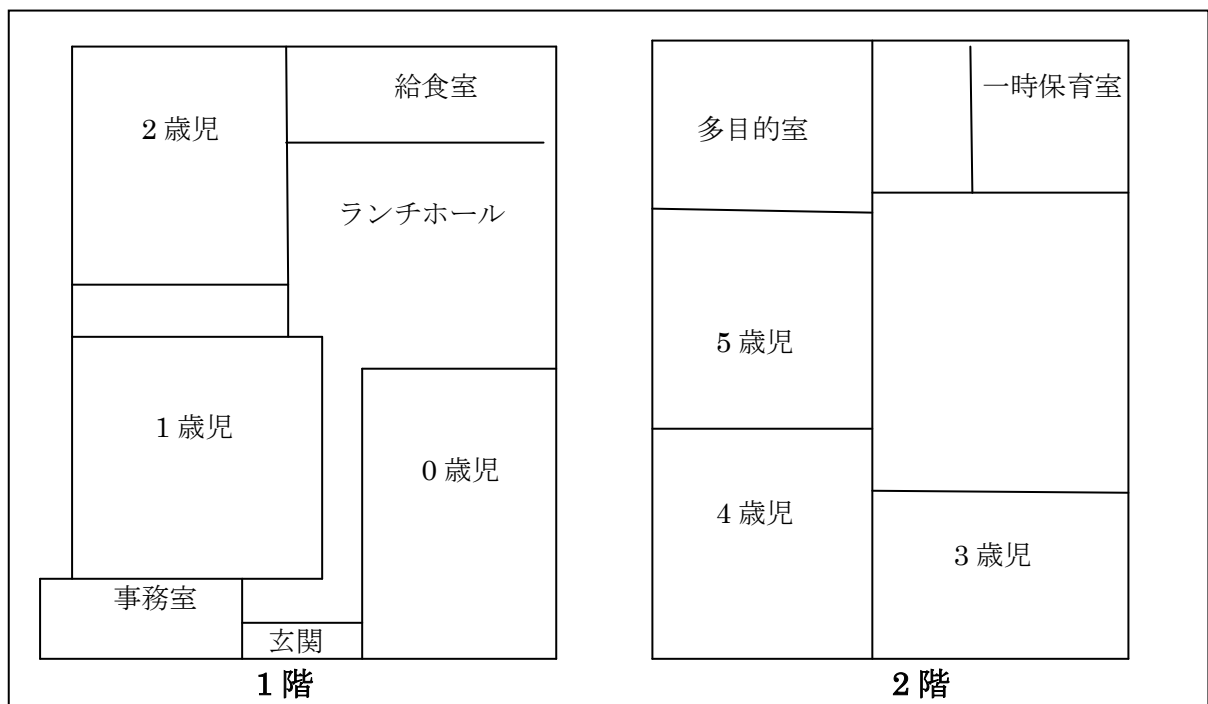 2 歳児
給食室
ランチホール
1 歳児
0 歳児
事務室
玄関
1 階
多目的室
一時保育室
5 歳児
4 歳児
3 歳児
2 階